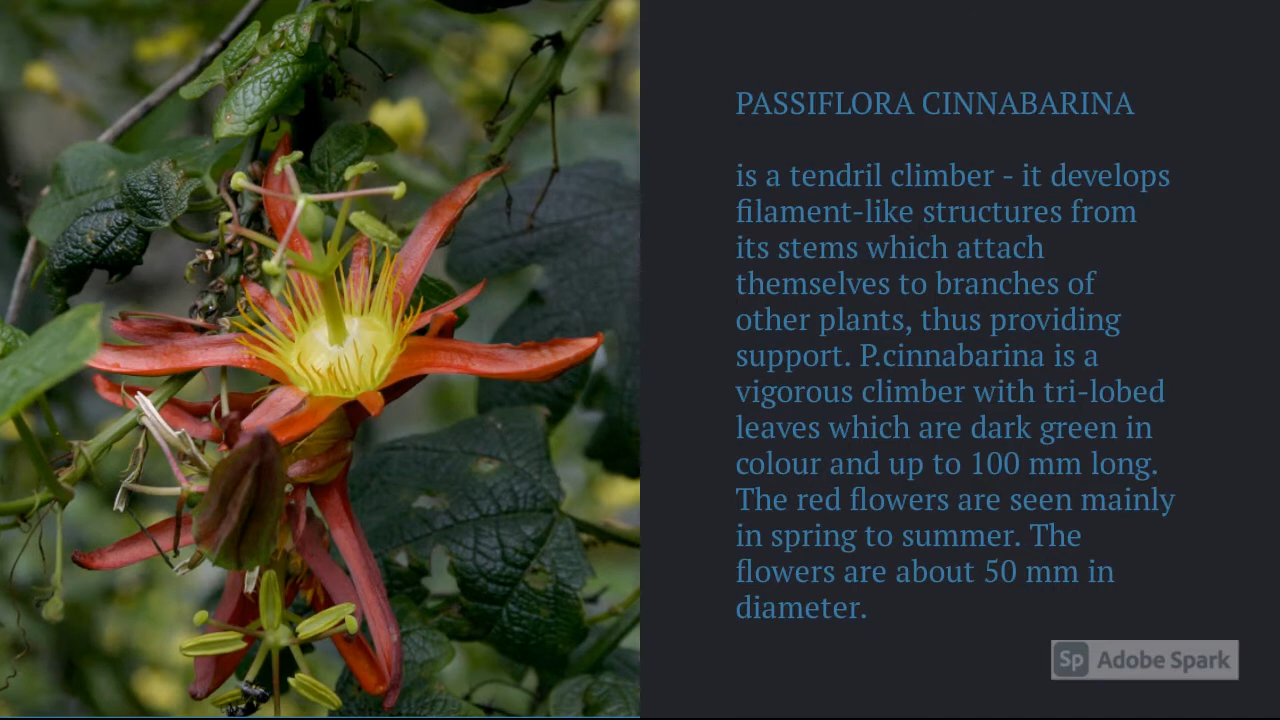 PASSIFLORA CINNABARINA
is a tendril climber - it develops
filament-like structures from
its stems which attach
themselves to branches of
other plants, thus providing
support. P.cinnabarina is a
vigorous climber with tri-lobed
leaves which are dark green in
colour and up to 100 mm long.
The red flowers are seen mainly
in spring to summer. The
flowers are about 50 mm in
diameter.
Sp Adobe Spark